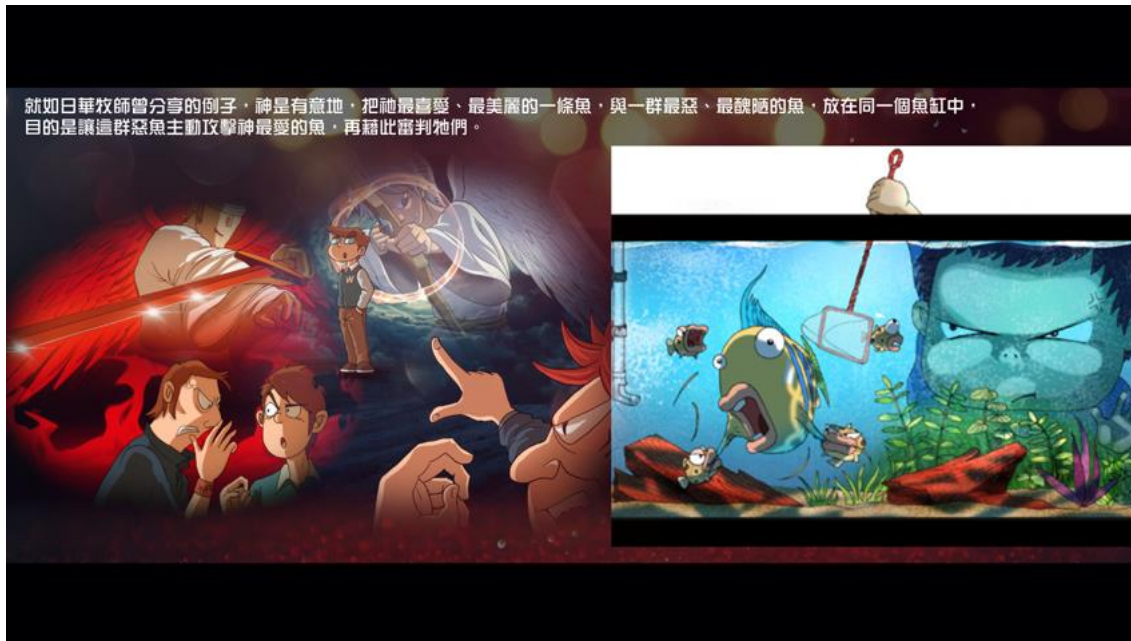 就如日華牧師曾分享的例子，神是有意地，把祂最喜愛、最美麗的一條魚，與一群最惡、最醜陋的魚，放在同一個魚缸中，
目的是讓這群惡魚主動攻擊神最愛的魚，再藉此審判牠們。